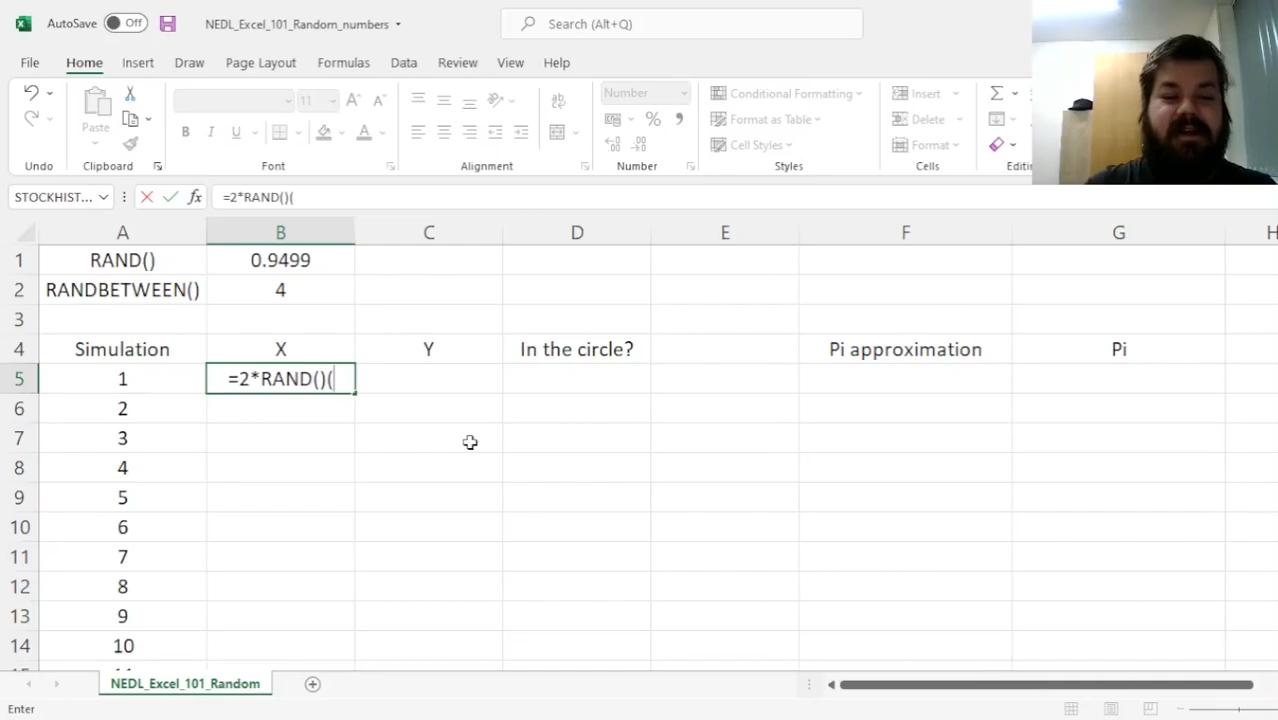 AutoSave Off NEDL_Excel_101_Random_numbers Search (Alt+Q)
File Home Insert Draw Page Layout Formulas Data Review View Help
Undo
Paste
Clipboard
11
B I U A
Font
Alignment
Number
%
Number
Conditional Formatting
Format as Table
Cell Styles
Styles
Insert
Delete
Format
Cells
Editin
STOCKHIST... fx =2*RAND()(
A B C D E F G H
1 RAND() 0.9499
2 RANDBETWEEN() 4
3
4 Simulation X Y In the circle? Pi approximation Pi
5 1 =2*RAND()(
6 2
7 3
8 4
9 5
10 6
11 7
12 8
13 9
14 10
NEDL_Excel_101_Random
Enter